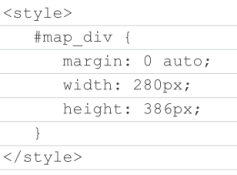 <style>
#map_div {
margin: 0 auto;
width: 280px;
height: 386px;
}
</style>